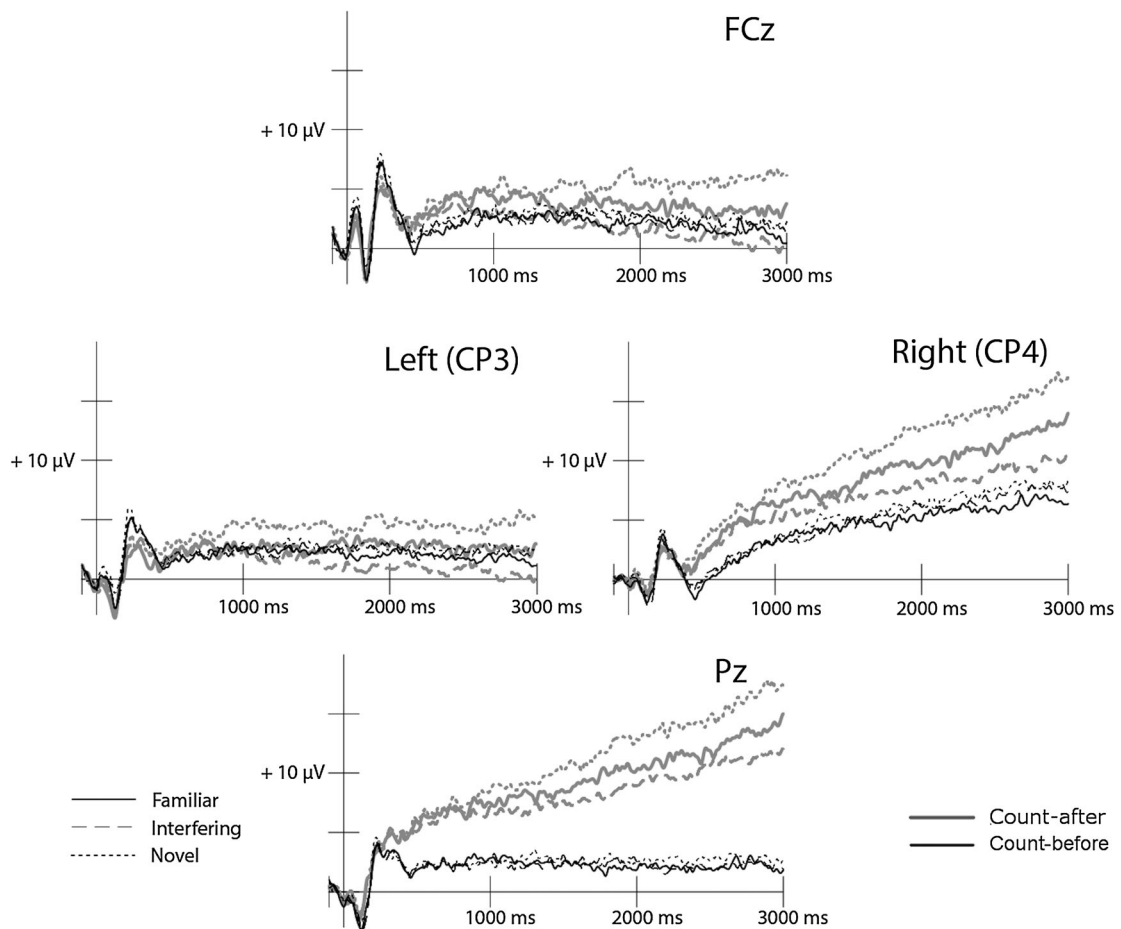 FCz
+ 10 µV
1000 ms
2000 ms
3000 ms
Left (CP3)
+ 10 µV
1000 ms
2000 ms
3000 ms
Right (CP4)
+ 10 µV
1000 ms
2000 ms
3000 ms
Pz
+ 10 µV
1000 ms
2000 ms
3000 ms
Familiar
Interfering
Novel
Count-after
Count-before